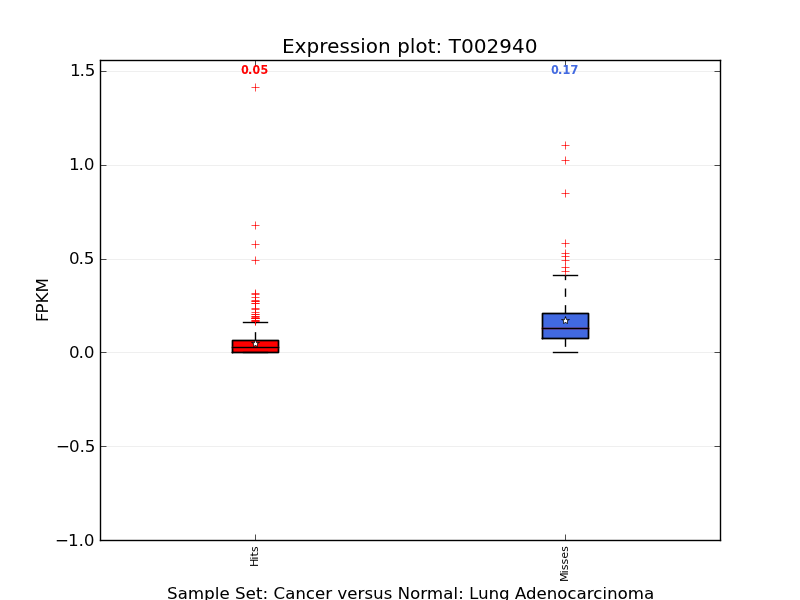 Expression plot: T002940
0.05
0.17
1.5
1.0
0.5
0.0
−0.5
−1.0
FPKM
Hits
Misses
Sample Set: Cancer versus Normal: Lung Adenocarcinoma